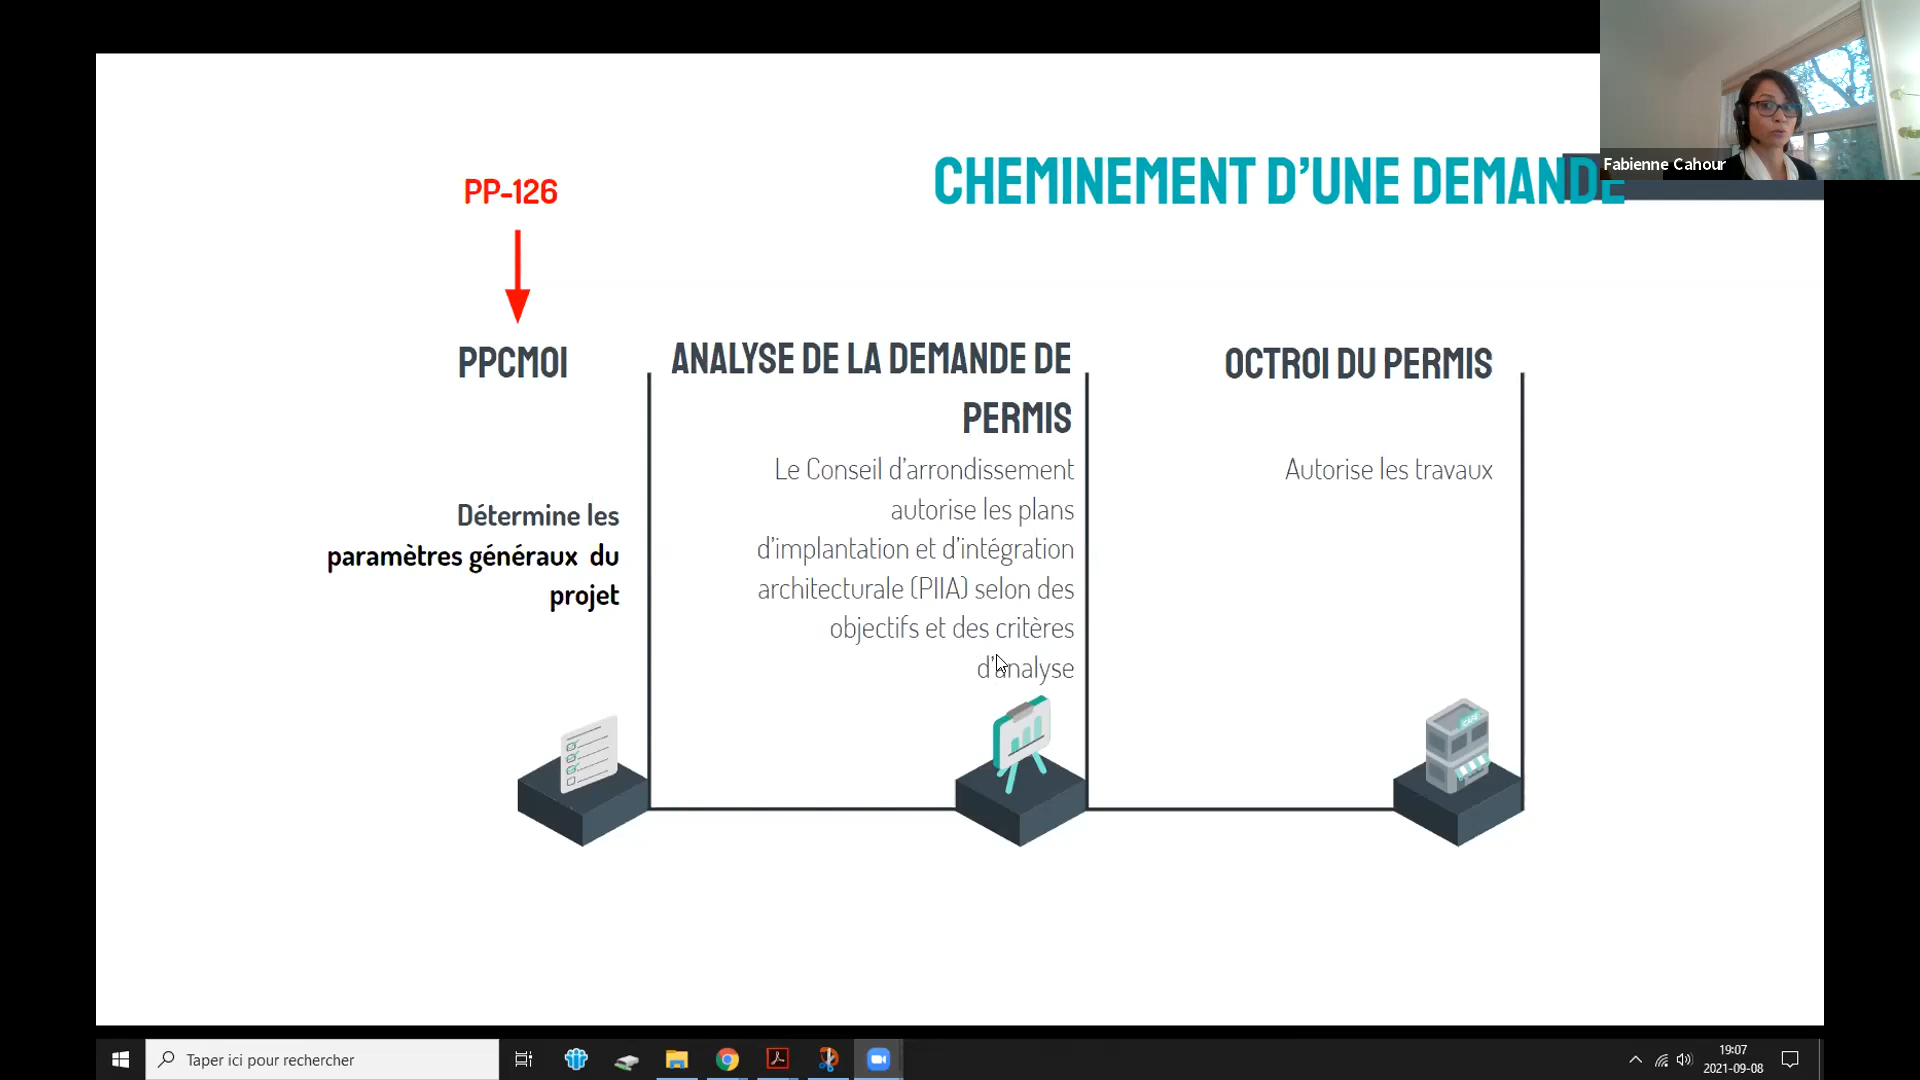 Fabienne Cahour
CHEMINEMENT D'UNE DEMANDE
PP-126
PPCMOI
Détermine les
paramètres généraux du
projet
ANALYSE DE LA DEMANDE DE
PERMIS
Le Conseil d'arrondissement
autorise les plans
d'implantation et d'intégration
architecturale (PIIA) selon des
objectifs et des critères
d'analyse
OCTROI DU PERMIS
Autorise les travaux
CAFE
Taper ici pour rechercher
19:07
2021-09-08